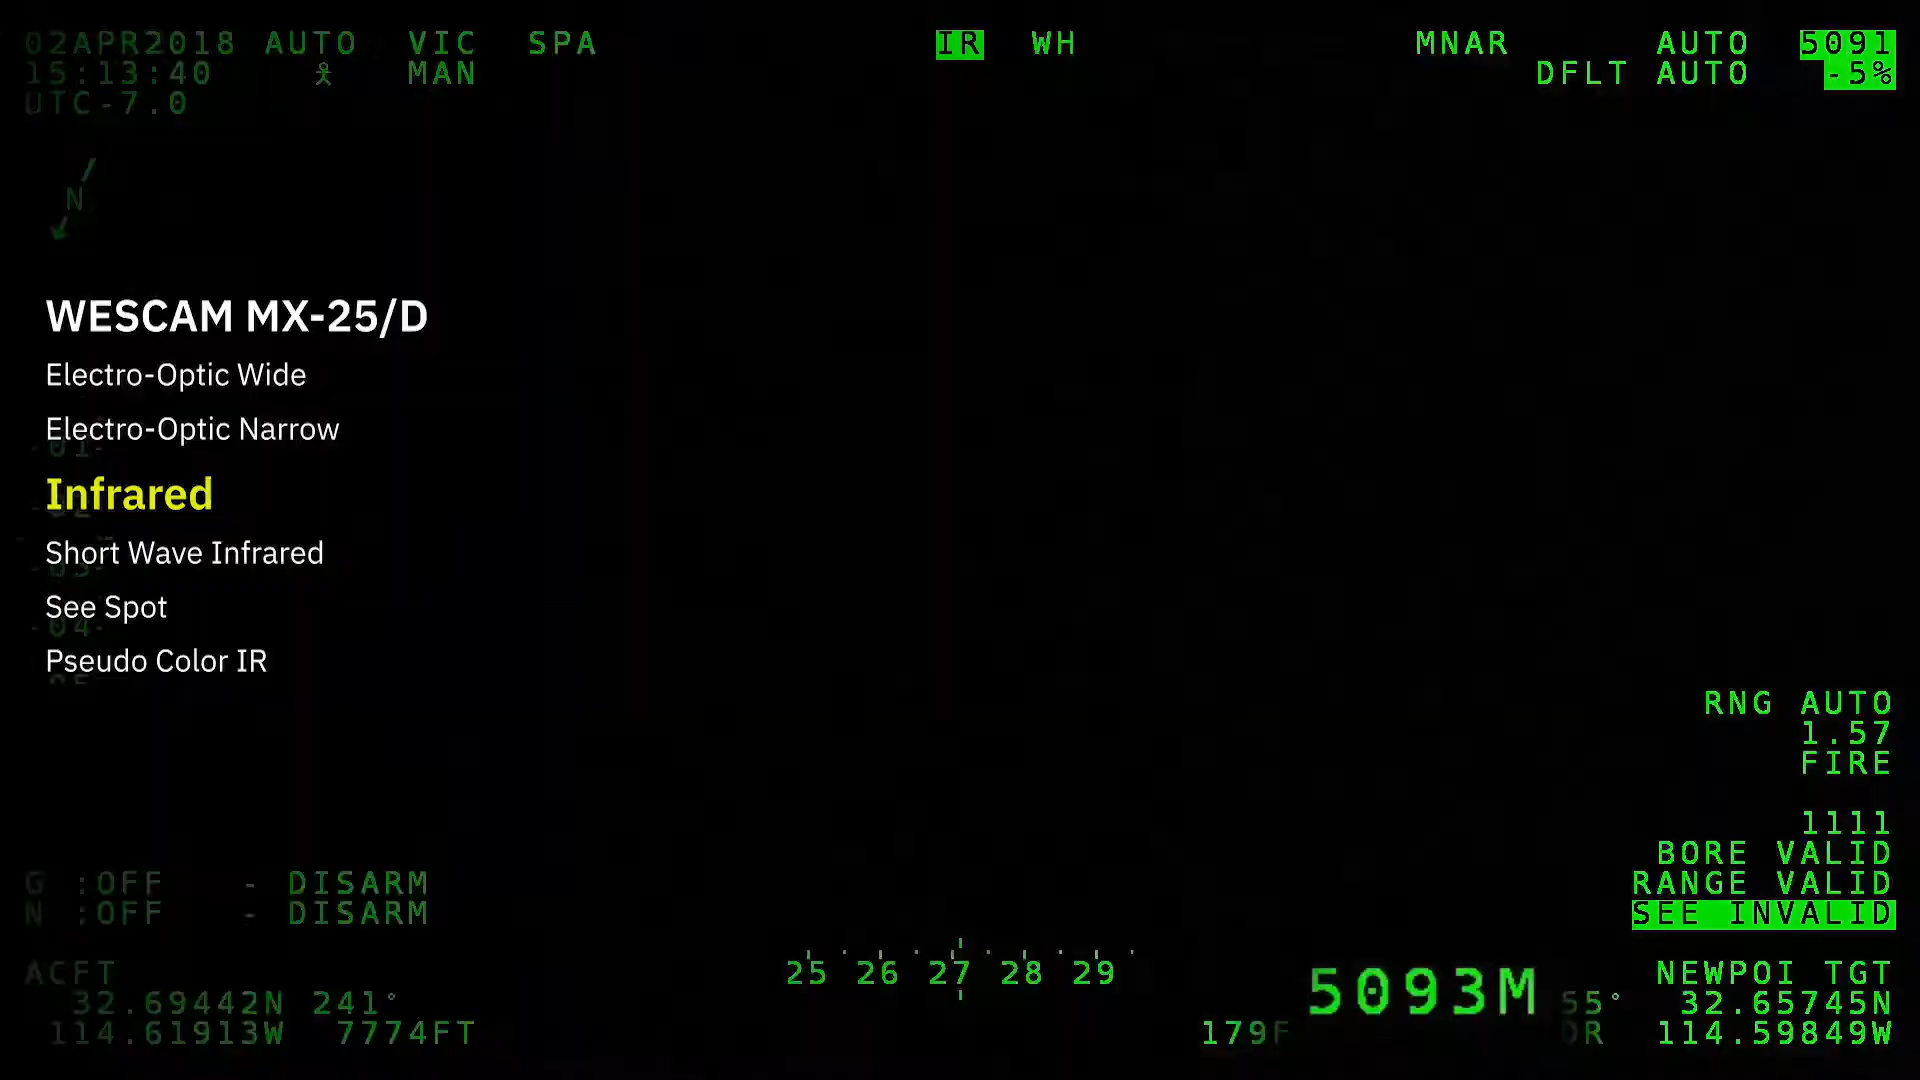 02APR2018 AUTO VIC SPA IR WH MNAR AUTO 5091
15:13:40 MAN DFLT AUTO -5%
UTC-7.0
N
WESCAM MX-25/D
Electro-Optic Wide
Electro-Optic Narrow
-01-
Infrared
Short Wave Infrared
See Spot
-04-
Pseudo Color IR
RNG AUTO
1.57
FIRE
1111
BORE VALID
G :OFF - DISARM RANGE VALID
N :OFF - DISARM SEE INVALID
ACFT 25 26 27 28 29 5093M NEWPOI TGT
32.69442N 241° 55° 32.65745N
114.61913W 7774FT 179F 114.59849W